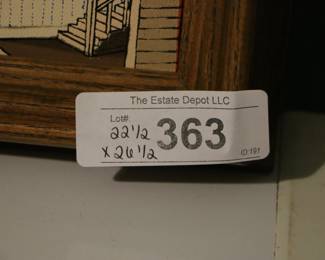 The Estate Depot LLC
Lot#:
22 1/2
x 26 1/2
363
ID:191